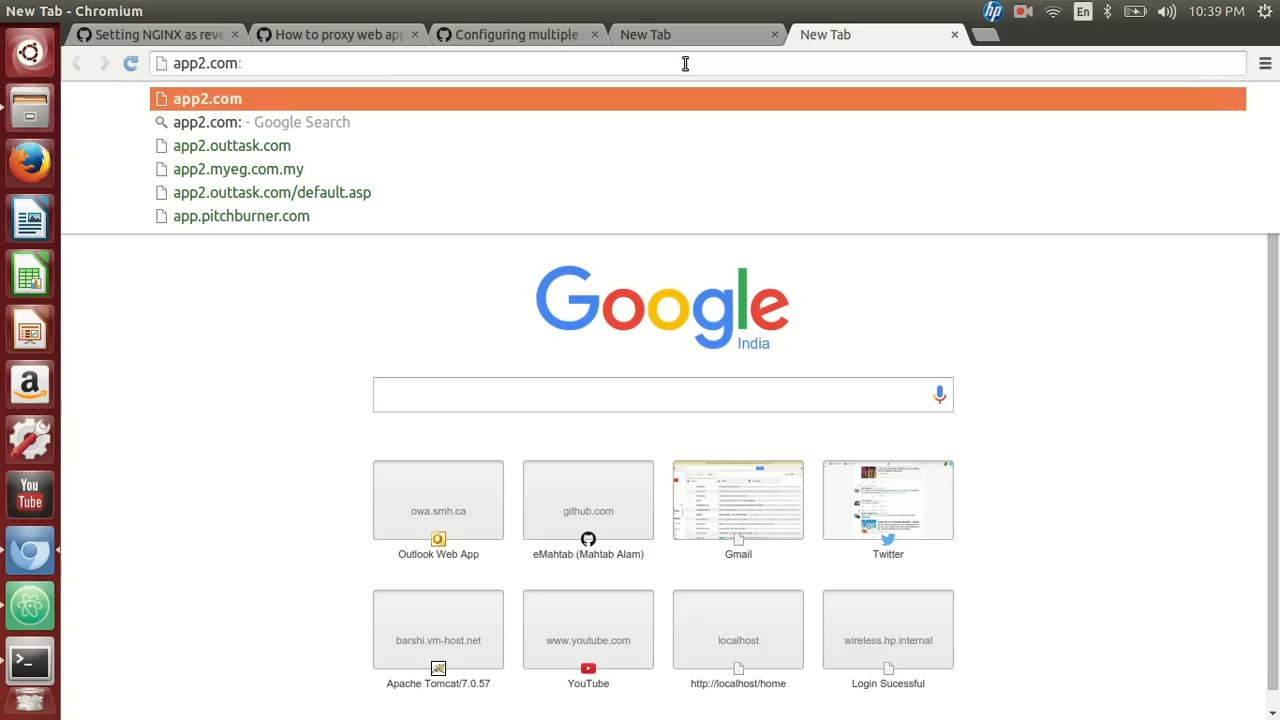 New Tab - Chromium
En
10:39 PM
Setting NGINX as reve
How to proxy web app
Configuring multiple
New Tab
New Tab
app2.com:
app2.com
app2.com: - Google Search
app2.outtask.com
app2.myeg.com.my
app2.outtask.com/default.asp
app.pitchburner.com
Google
India
owa.smh.ca
github.com
Outlook Web App
eMahtab (Mahtab Alam)
Gmail
Twitter
You
Tube
barshi.vm-host.net
www.youtube.com
localhost
wireless.hp.internal
Apache Tomcat/7.0.57
YouTube
http://localhost/home
Login Sucessful